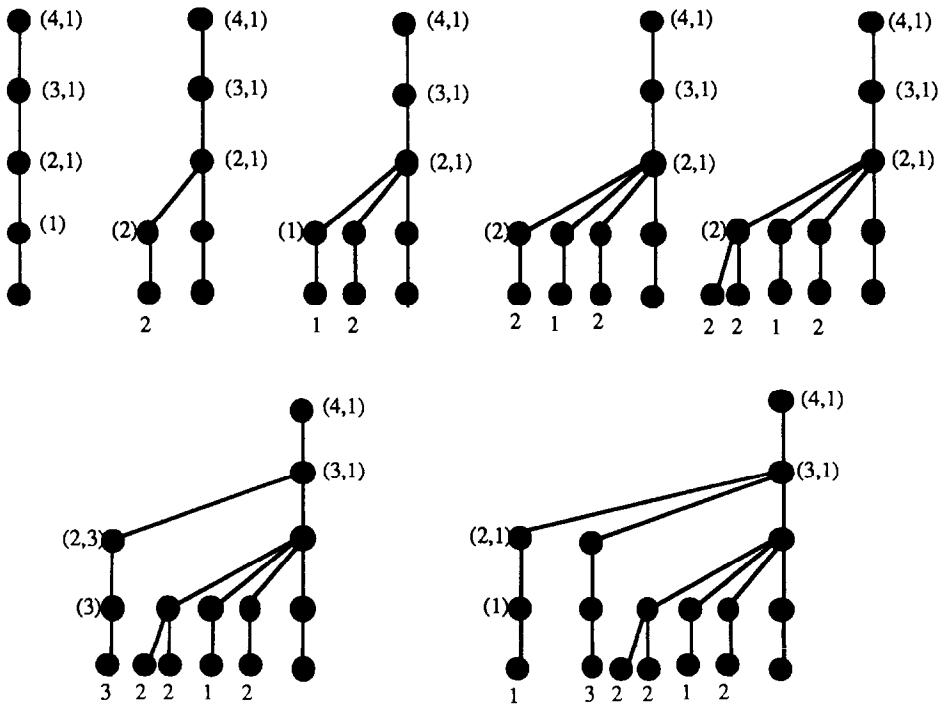 (4,1) (4,1) (4,1) (4,1) (4,1)
(3,1) (3,1) (3,1) (3,1) (3,1)
(2,1) (2,1) (2,1) (2,1) (2,1)
(1) (2) (1) (2) (2)
2 1 2 2 1 2 2 2 1 2
(4,1) (4,1)
(3,1) (3,1)
(2,3) (2,1)
(3) (1)
3 2 2 1 2 1 3 2 2 1 2